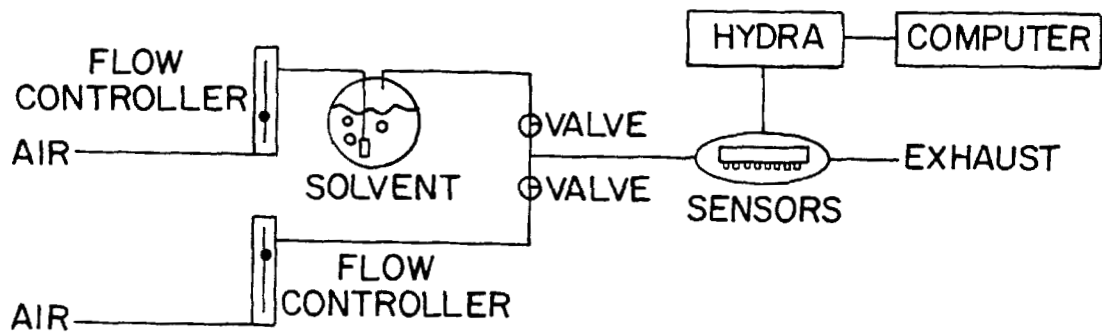 HYDRA
COMPUTER
FLOW
CONTROLLER
AIR
SOLVENT
VALVE
VALVE
SENSORS
EXHAUST
FLOW
CONTROLLER
AIR